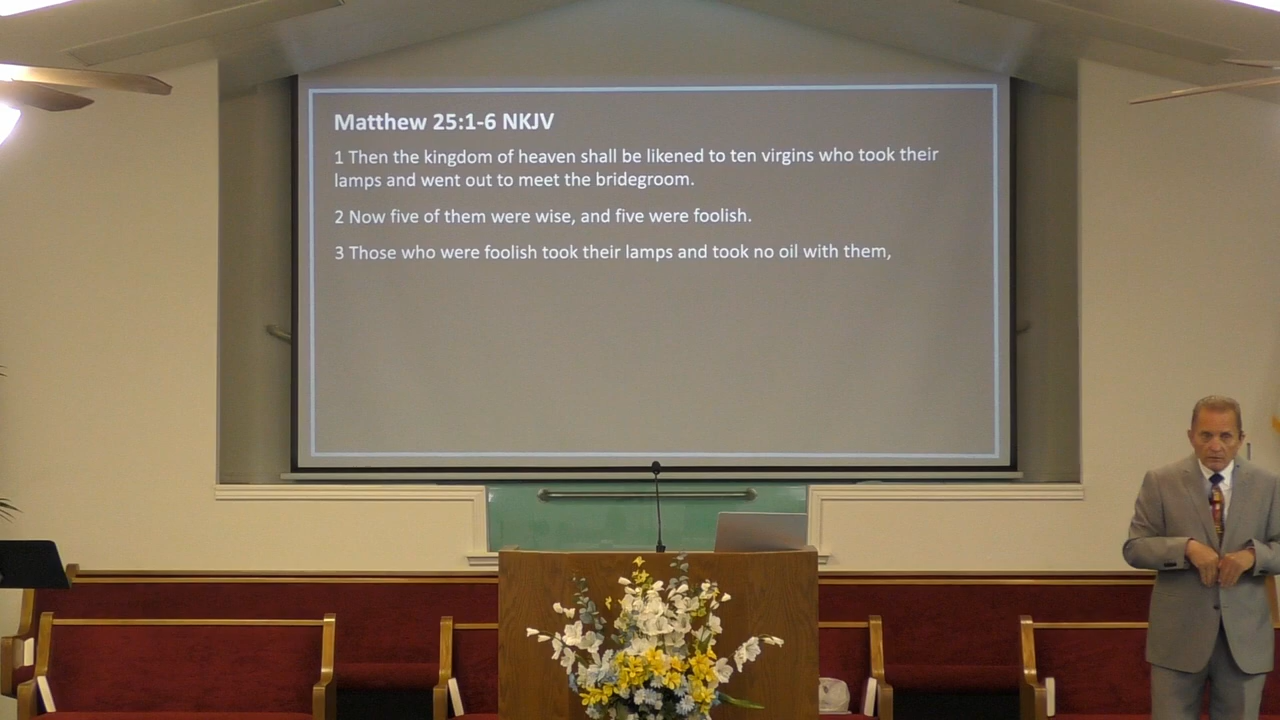 Matthew 25:1-6 NKJV
1 Then the kingdom of heaven shall be likened to ten virgins who took their
lamps and went out to meet the bridegroom.
2 Now five of them were wise, and five were foolish.
3 Those who were foolish took their lamps and took no oil with them,